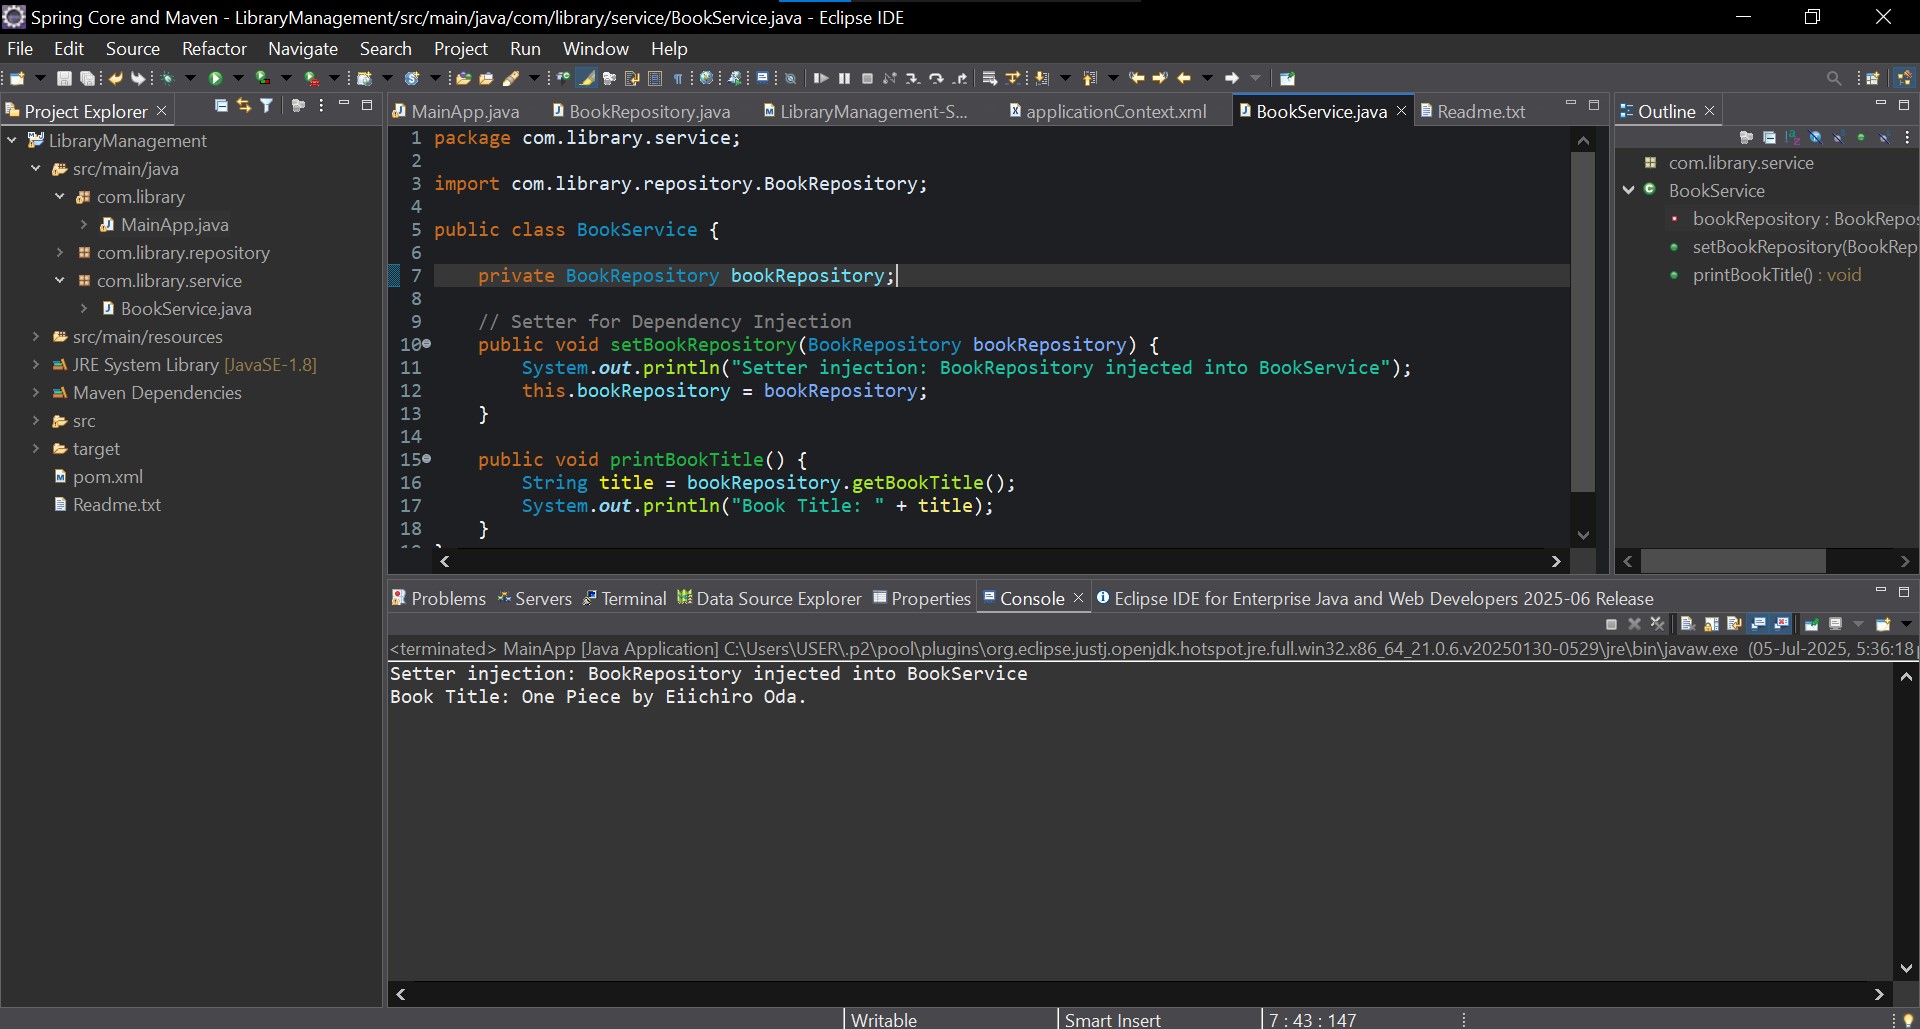 Spring Core and Maven - LibraryManagement/src/main/java/com/library/service/BookService.java - Eclipse IDE
File Edit Source Refactor Navigate Search Project Run Window Help
Project Explorer
LibraryManagement
src/main/java
com.library
MainApp.java
com.library.repository
com.library.service
BookService.java
src/main/resources
JRE System Library [JavaSE-1.8]
Maven Dependencies
src
target
pom.xml
Readme.txt
MainApp.java BookRepository.java LibraryManagement-S... applicationContext.xml BookService.java Readme.txt
1 package com.library.service;
2
3 import com.library.repository.BookRepository;
4
5 public class BookService {
6
7 private BookRepository bookRepository;
8
9 // Setter for Dependency Injection
10 public void setBookRepository(BookRepository bookRepository) {
11 System.out.println("Setter injection: BookRepository injected into BookService");
12 this.bookRepository = bookRepository;
13 }
14
15 public void printBookTitle() {
16 String title = bookRepository.getBookTitle();
17 System.out.println("Book Title: " + title);
18 }
Outline
com.library.service
BookService
bookRepository : BookRepos
setBookRepository(BookRep
printBookTitle() : void
Problems Servers Terminal Data Source Explorer Properties Console Eclipse IDE for Enterprise Java and Web Developers 2025-06 Release
<terminated> MainApp [Java Application] C:\Users\USER\.p2\pool\plugins\org.eclipse.justj.openjdk.hotspot.jre.full.win32.x86_64_21.0.6.v20250130-0529\jre\bin\javaw.exe (05-Jul-2025, 5:36:18
Setter injection: BookRepository injected into BookService
Book Title: One Piece by Eiichiro Oda.
Writable Smart Insert 7 : 43 : 147